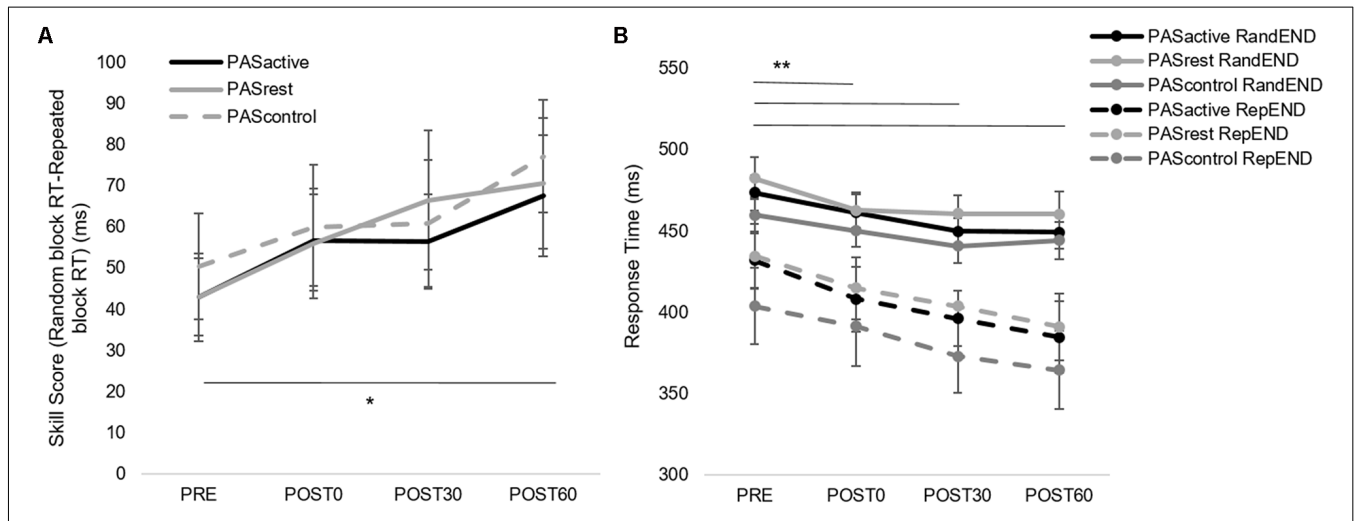 A
PASactive
PASrest
PAScontrol
Skill Score (Random block RT-Repeated
block RT) (ms)
100
90
80
70
60
50
40
30
20
10
0
*
PRE
POST0
POST30
POST60
B
PASactive RandEND
PASrest RandEND
PAScontrol RandEND
PASactive RepEND
PASrest RepEND
PAScontrol RepEND
**
Response Time (ms)
550
500
450
400
350
300
PRE
POST0
POST30
POST60